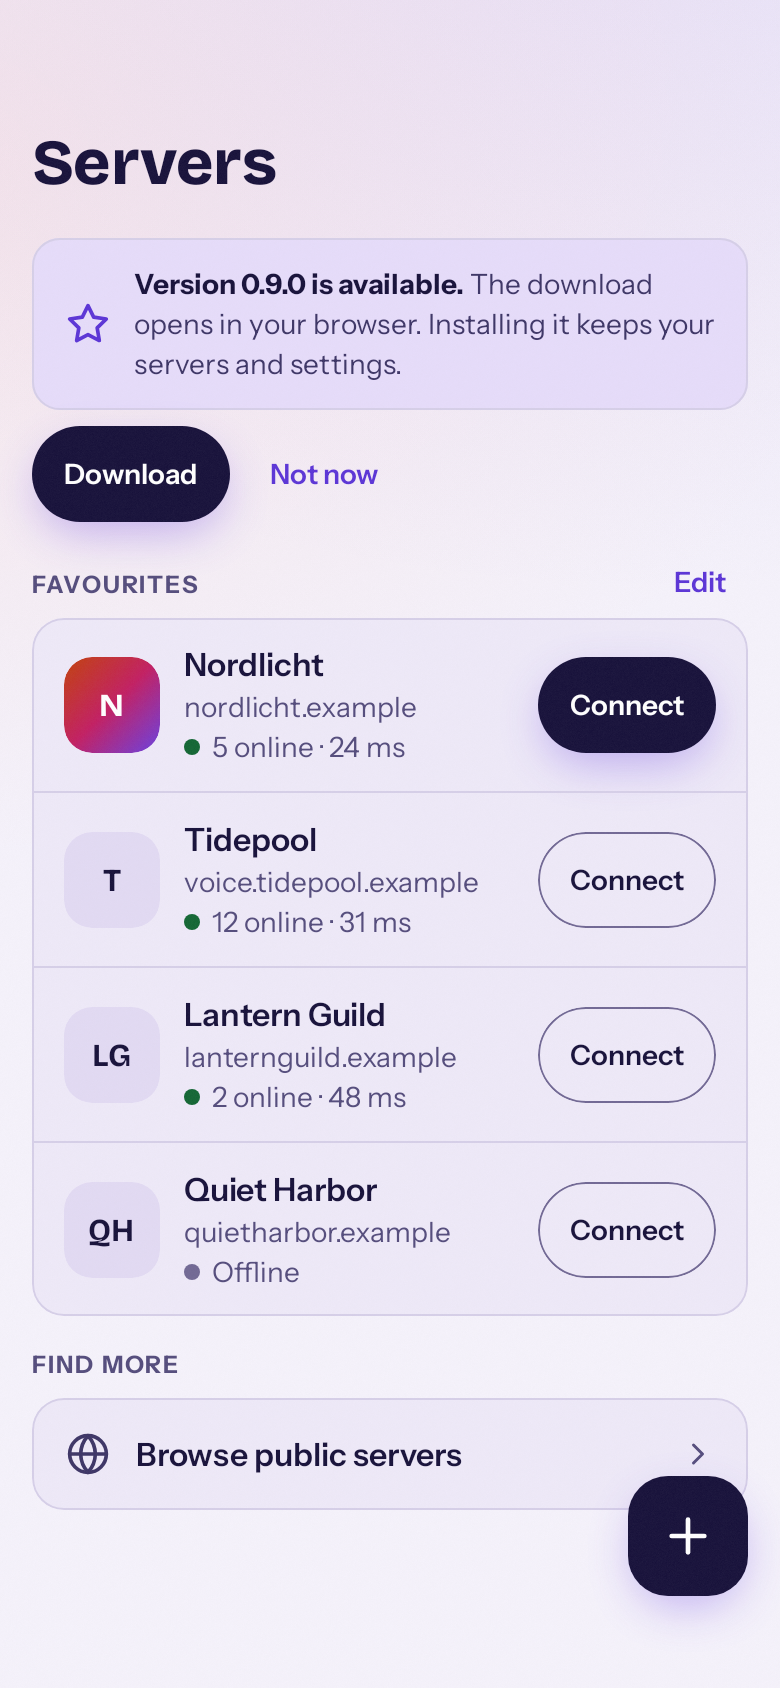 Servers
Version 0.9.0 is available. The download
opens in your browser. Installing it keeps your
servers and settings.
Download
Not now
FAVOURITES
Edit
N
Nordlicht
nordlicht.example
5 online · 24 ms
Connect
T
Tidepool
voice.tidepool.example
12 online · 31 ms
Connect
LG
Lantern Guild
lanternguild.example
2 online · 48 ms
Connect
QH
Quiet Harbor
quietharbor.example
Offline
Connect
FIND MORE
Browse public servers